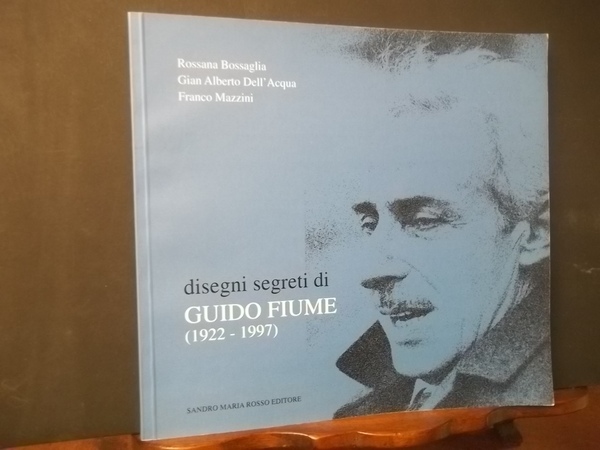 Rossana Bossaglia
Gian Alberto Dell'Acqua
Franco Mazzini
disegni segreti di
GUIDO FIUME
(1922 - 1997)
SANDRO MARIA ROSSO EDITORE